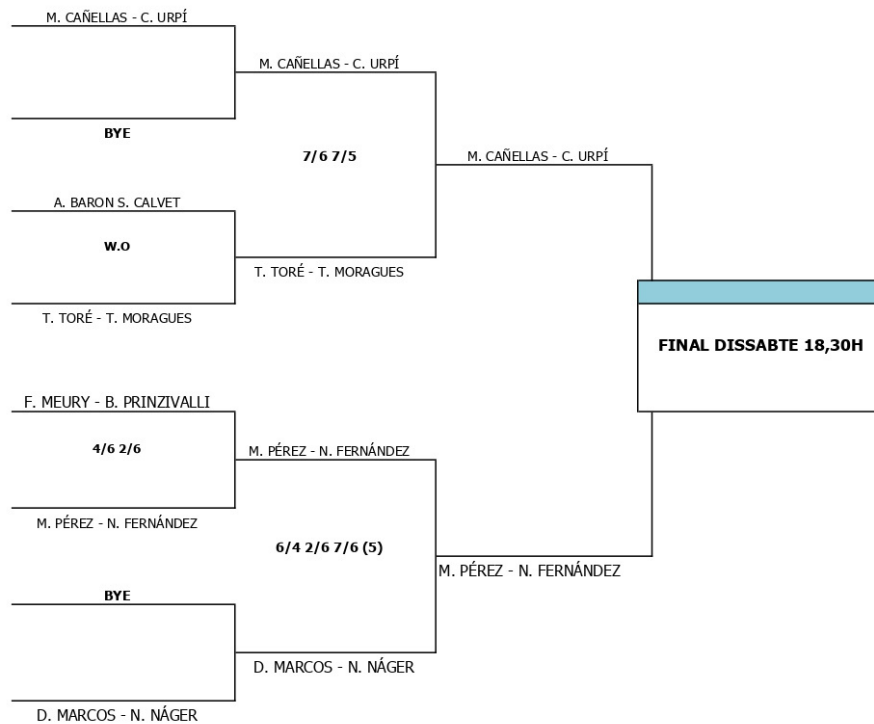 M. CAÑELLAS - C. URPÍ
M. CAÑELLAS - C. URPÍ
BYE
7/6 7/5
M. CAÑELLAS - C. URPÍ
A. BARON S. CALVET
W.O
T. TORÉ - T. MORAGUES
T. TORÉ - T. MORAGUES
FINAL DISSABTE 18,30H
F. MEURY - B. PRINZIVALLI
4/6 2/6
M. PÉREZ - N. FERNÁNDEZ
M. PÉREZ - N. FERNÁNDEZ
6/4 2/6 7/6 (5)
M. PÉREZ - N. FERNÁNDEZ
BYE
D. MARCOS - N. NÁGER
D. MARCOS - N. NÁGER